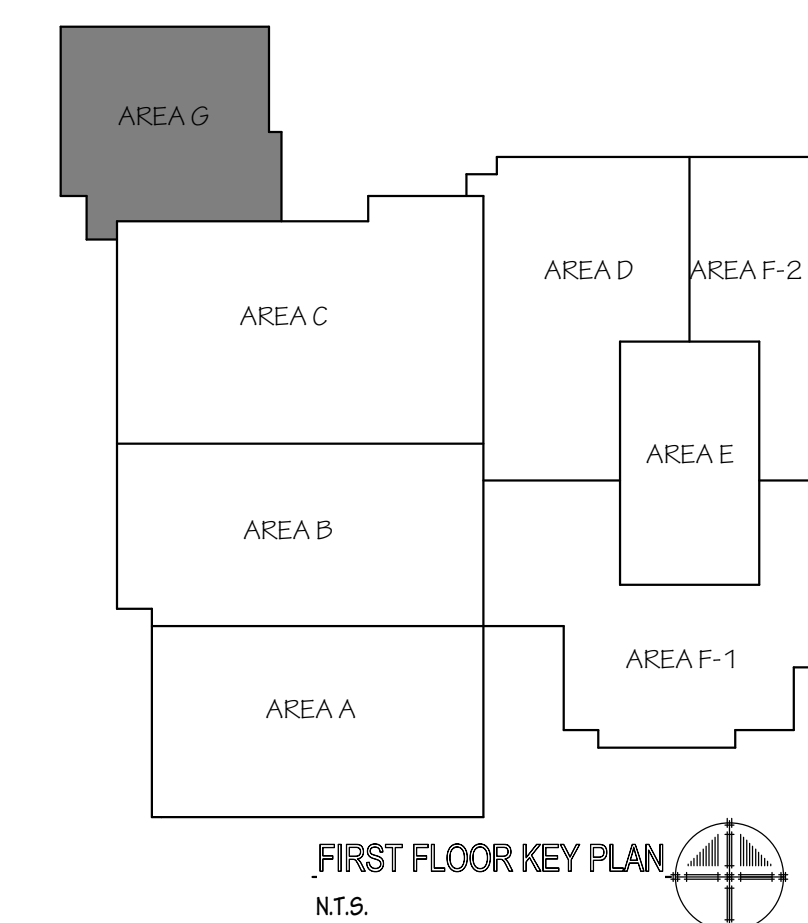 AREA G
AREA D
AREA F-2
AREA C
AREA E
AREA B
AREA F-1
AREA A
FIRST FLOOR KEY PLAN
N.T.S.